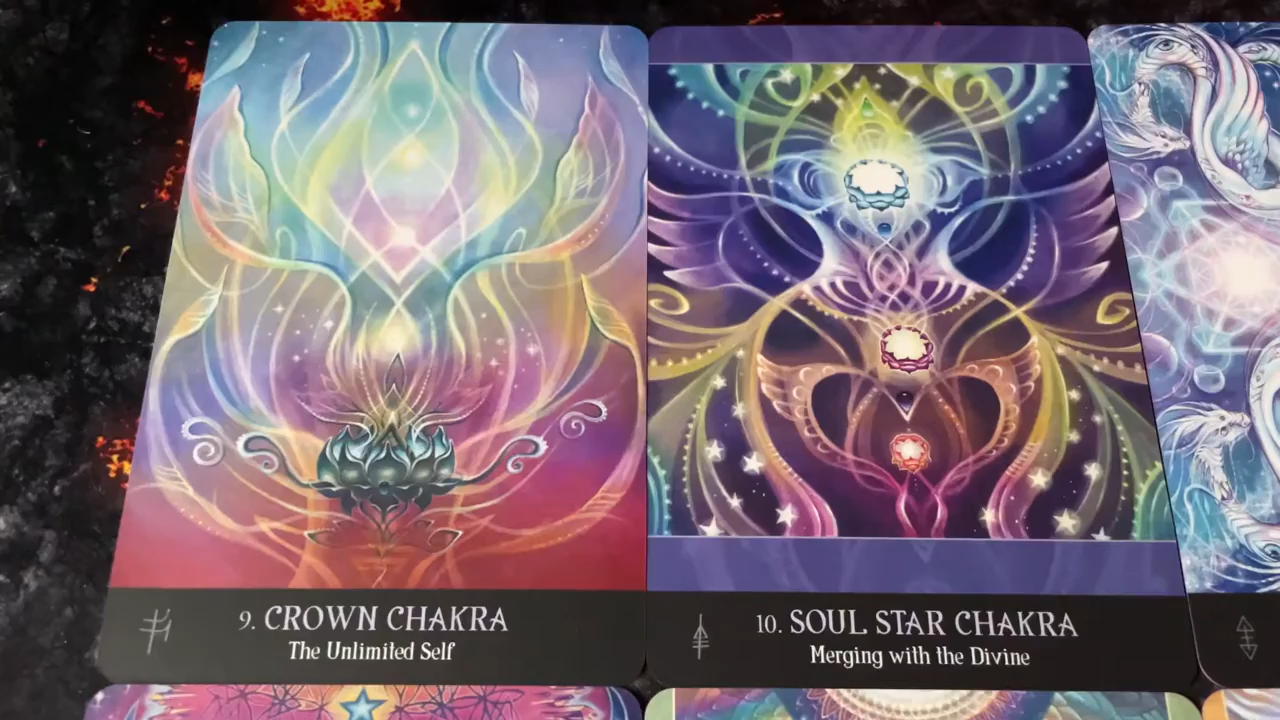 9. CROWN CHAKRA
The Unlimited Self
10. SOUL STAR CHAKRA
Merging with the Divine